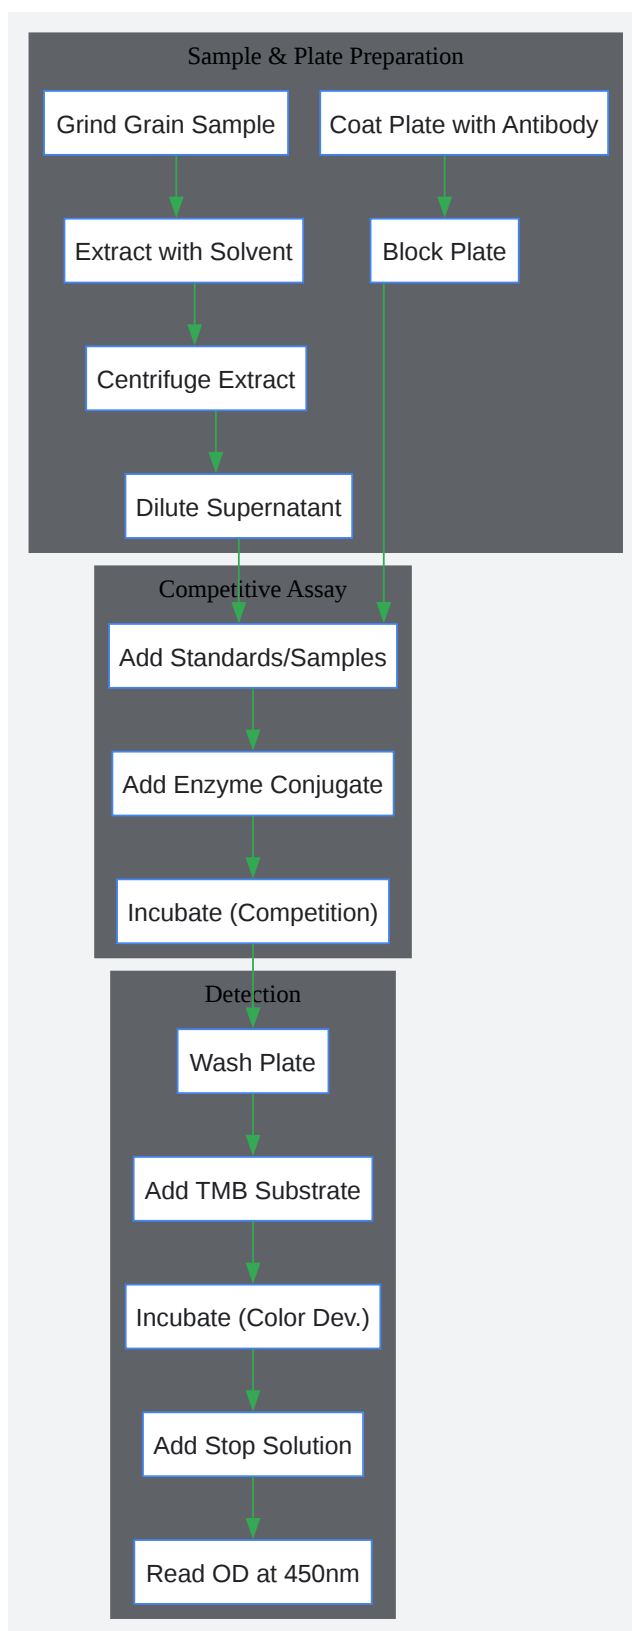 Sample & Plate Preparation
Grind Grain Sample
Coat Plate with Antibody
Extract with Solvent
Block Plate
Centrifuge Extract
Dilute Supernatant
Competitive Assay
Add Standards/Samples
Add Enzyme Conjugate
Incubate (Competition)
Detection
Wash Plate
Add TMB Substrate
Incubate (Color Dev.)
Add Stop Solution
Read OD at 450nm